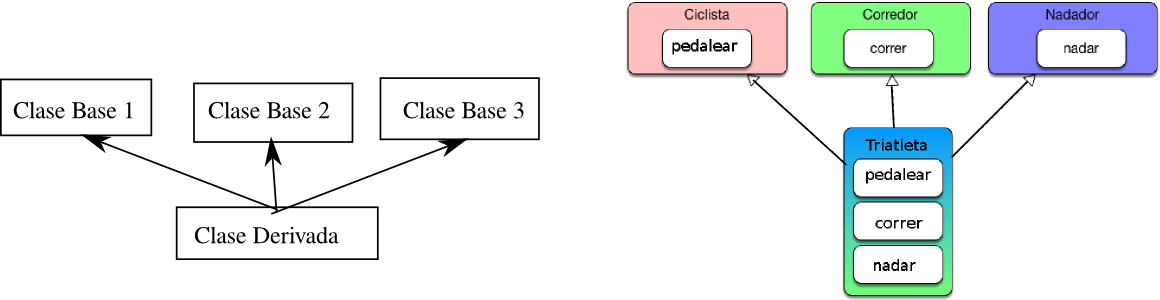 Clase Base 1
Clase Base 2
Clase Base 3
Clase Derivada
Ciclista
pedalear
Corredor
correr
Nadador
nadar
Triatleta
pedalear
correr
nadar